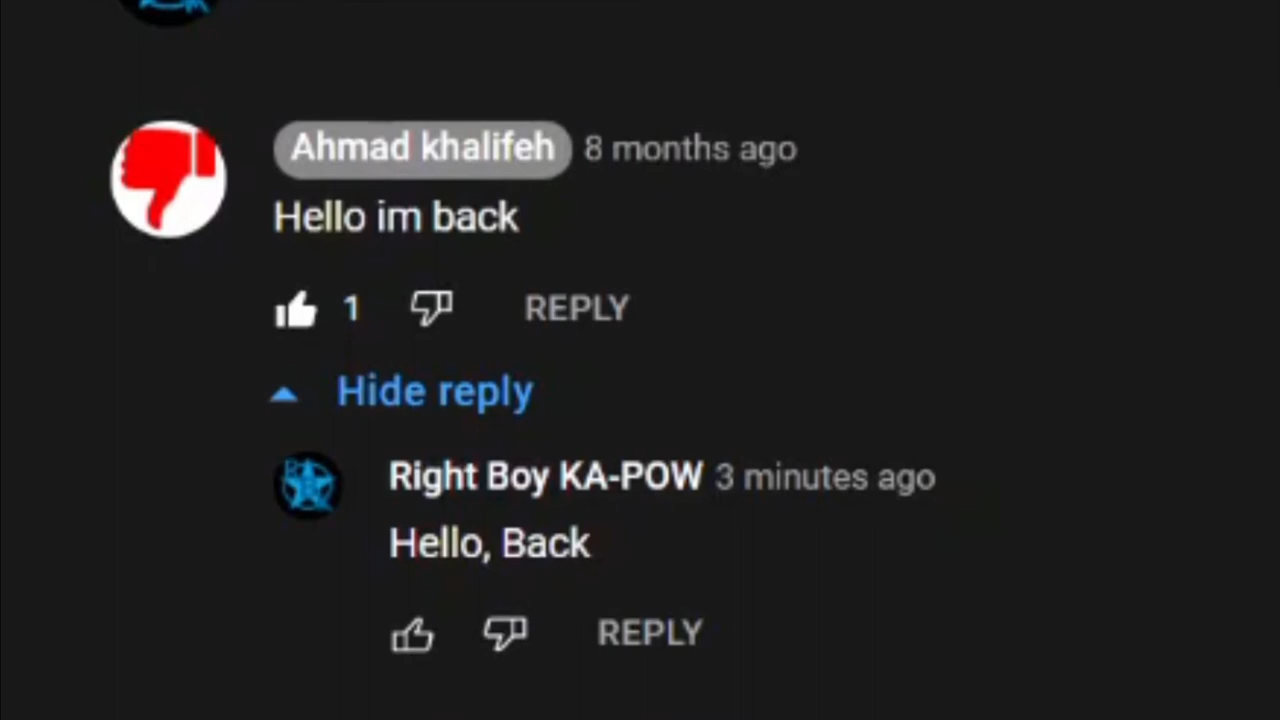 Ahmad khalifeh 8 months ago
Hello im back
1 REPLY
Hide reply
Right Boy KA-POW 3 minutes ago
Hello, Back
REPLY